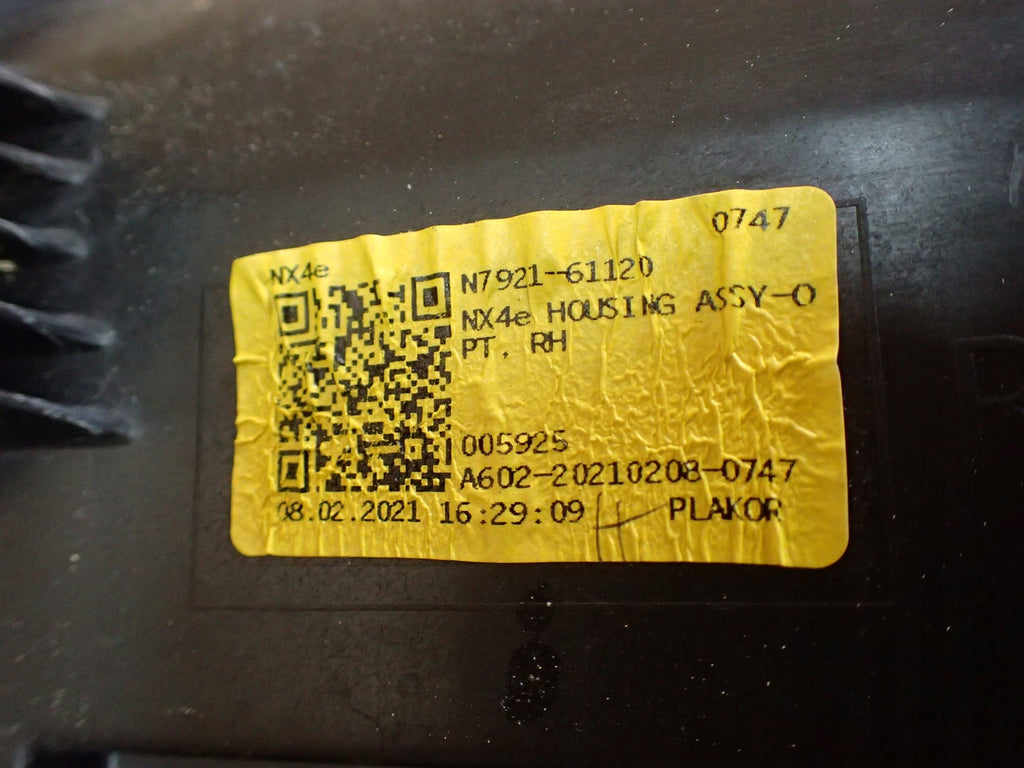 0747
NX4e
N7921-61120
NX4e HOUSING ASSY-O
PT, RH
005925
A602-20210208-0747
08.02.2021 16:29:09
PLAKOR